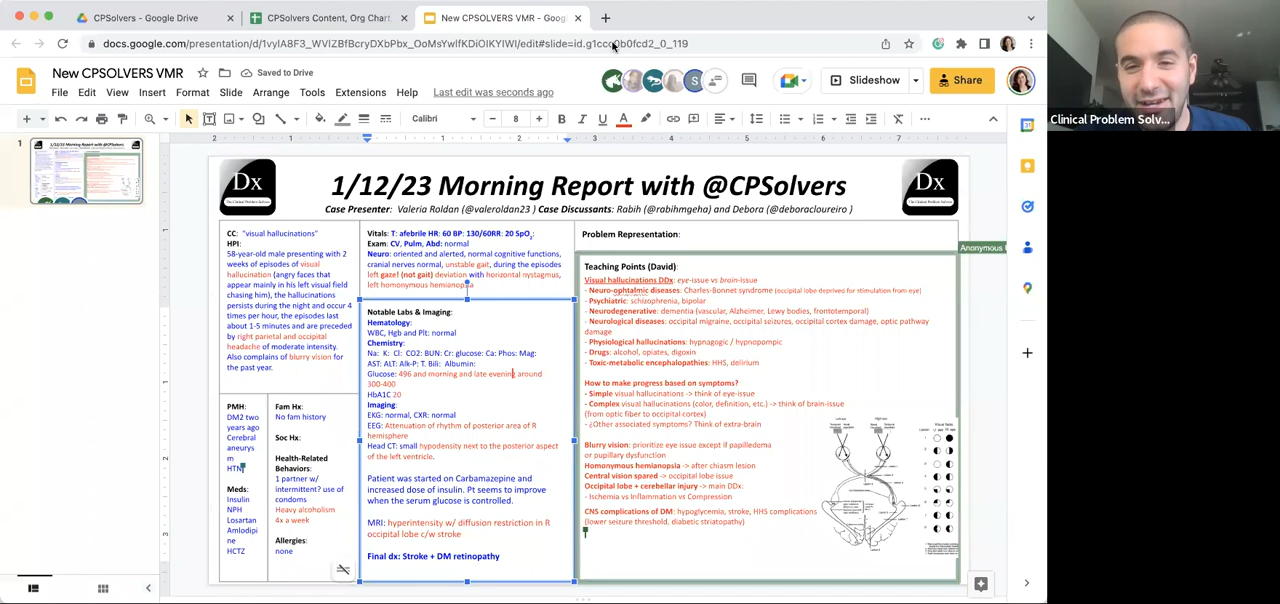 CPSolvers - Google Drive
CPSolvers Content, Org Chart,
New CPSOLVERS VMR - Goog
New CPSOLVERS VMR
Saved to Drive
File Edit View Insert Format Slide Arrange Tools Extensions Help Last edit was seconds ago
Slideshow
Share
Calibri
8
Dx
The Clinical Problem Solvers
1/12/23 Morning Report with @CPSolvers
Case Presenter: Valeria Roldan (@valeroldan23 ) Case Discussants: Rabih (@rabihmgeha) and Debora (@deboracloureiro )
Dx
The Clinical Problem Solvers
CC: "visual hallucinations"
HPI:
58-year-old male presenting with 2
weeks of episodes of visual
hallucination (angry faces that
appear mainly in his left visual field
chasing him), the hallucinations
persists during the night and occur 4
times per hour, the episodes last
about 1-5 minutes and are preceded
by right parietal and occipital
headache of moderate intensity.
Also complains of blurry vision for
the past year.
PMH:
DM2 two
years ago
Cerebral
aneurys
m
HTN
Meds:
Insulin
NPH
Losartan
Amlodipi
ne
HCTZ
Fam Hx:
No fam history
Soc Hx:
Health-Related
Behaviors:
1 partner w/
intermittent? use of
condoms
Heavy alcoholism
4x a week
Allergies:
none
Vitals: T: afebrile HR: 60 BP: 130/60RR: 20 SpO2:
Exam: CV, Pulm, Abd: normal
Neuro: oriented and alerted, normal cognitive functions,
cranial nerves normal, unstable gait, during the episodes
left gaze! (not gait) deviation with horizontal nystagmus,
left homonymous hemianopia
Notable Labs & Imaging:
Hematology:
WBC, Hgb and Plt: normal
Chemistry:
Na: K: Cl: CO2: BUN: Cr: glucose: Ca: Phos: Mag:
AST: ALT: Alk-P: T. Bili: Albumin:
Glucose: 496 and morning and late evening around
300-400
HbA1C 20
Imaging:
EKG: normal, CXR: normal
EEG: Attenuation of rhythm of posterior area of R
hemisphere
Head CT: small hypodensity next to the posterior aspect
of the left ventricle.
Patient was started on Carbamazepine and
increased dose of insulin. Pt seems to improve
when the serum glucose is controlled.
MRI: hyperintensity w/ diffusion restriction in R
occipital lobe c/w stroke
Final dx: Stroke + DM retinopathy
Problem Representation:
Teaching Points (David):
Visual hallucinations DDx: eye-issue vs brain-issue
- Neuro-ophtalmic diseases: Charles-Bonnet syndrome (occipital lobe deprived for stimulation from eye)
- Psychiatric: schizophrenia, bipolar
- Neurodegenerative: dementia (vascular, Alzheimer, Lewy bodies, frontotemporal)
- Neurological diseases: occipital migraine, occipital seizures, occipital cortex damage, optic pathway
damage
- Physiological hallucinations: hypnagogic / hypnopompic
- Drugs: alcohol, opiates, digoxin
- Toxic-metabolic encephalopathies: HHS, delirium
How to make progress based on symptoms?
- Simple visual hallucinations -> think of eye-issue
- Complex visual hallucinations (color, definition, etc.) -> think of brain-issue
(from optic fiber to occipital cortex)
- ¿Other associated symptoms? Think of extra-brain
Blurry vision: prioritize eye issue except if papilledema
or pupillary dysfunction
Homonymous hemianopsia -> after chiasm lesion
Central vision spared -> occipital lobe issue
Occipital lobe + cerebellar injury -> main DDx:
- Ischemia vs Inflammation vs Compression
CNS complications of DM: hypoglycemia, stroke, HHS complications
(lower seizure threshold, diabetic striatopathy)
Clinical Problem Solv...